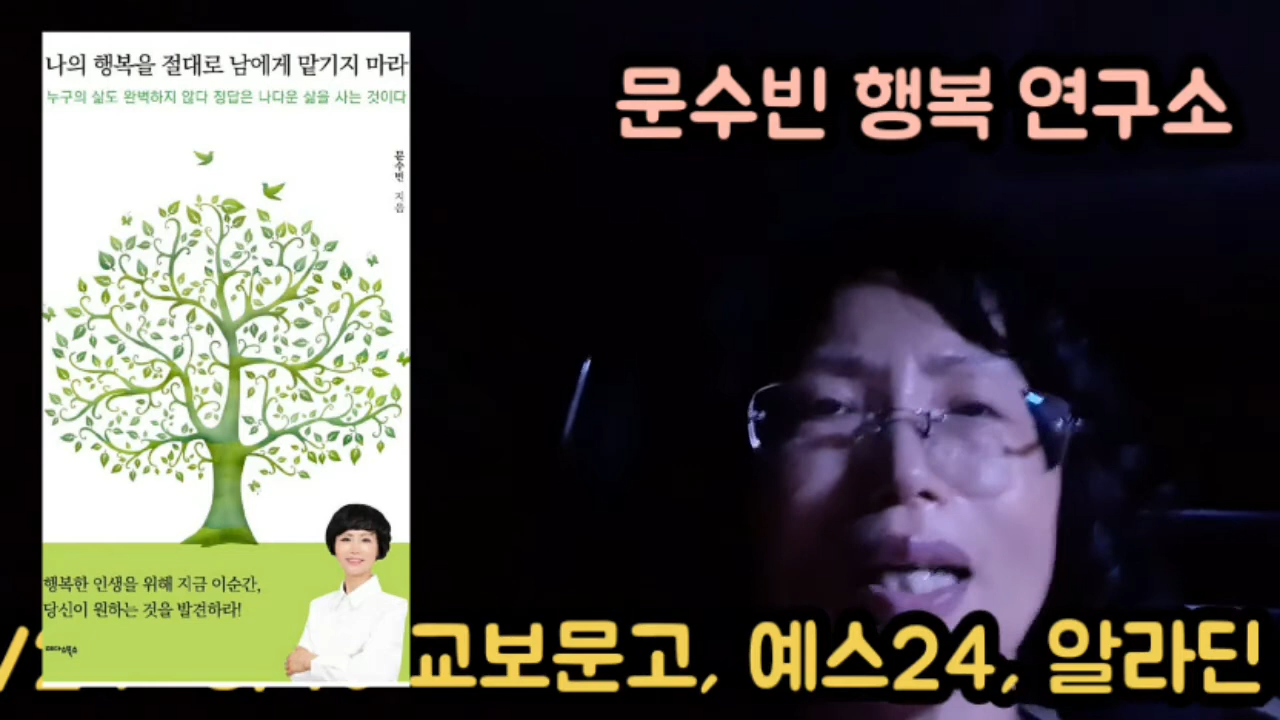 나의 행복을 절대로 남에게 맡기지 마라
누구의 삶도 완벽하지 않다 정답은 나다운 삶을 사는 것이다
문수빈 지음
행복한 인생을 위해 지금 이순간,
당신이 원하는 것을 발견하라!
문수빈 행복 연구소
교보문고, 예스24, 알라딘